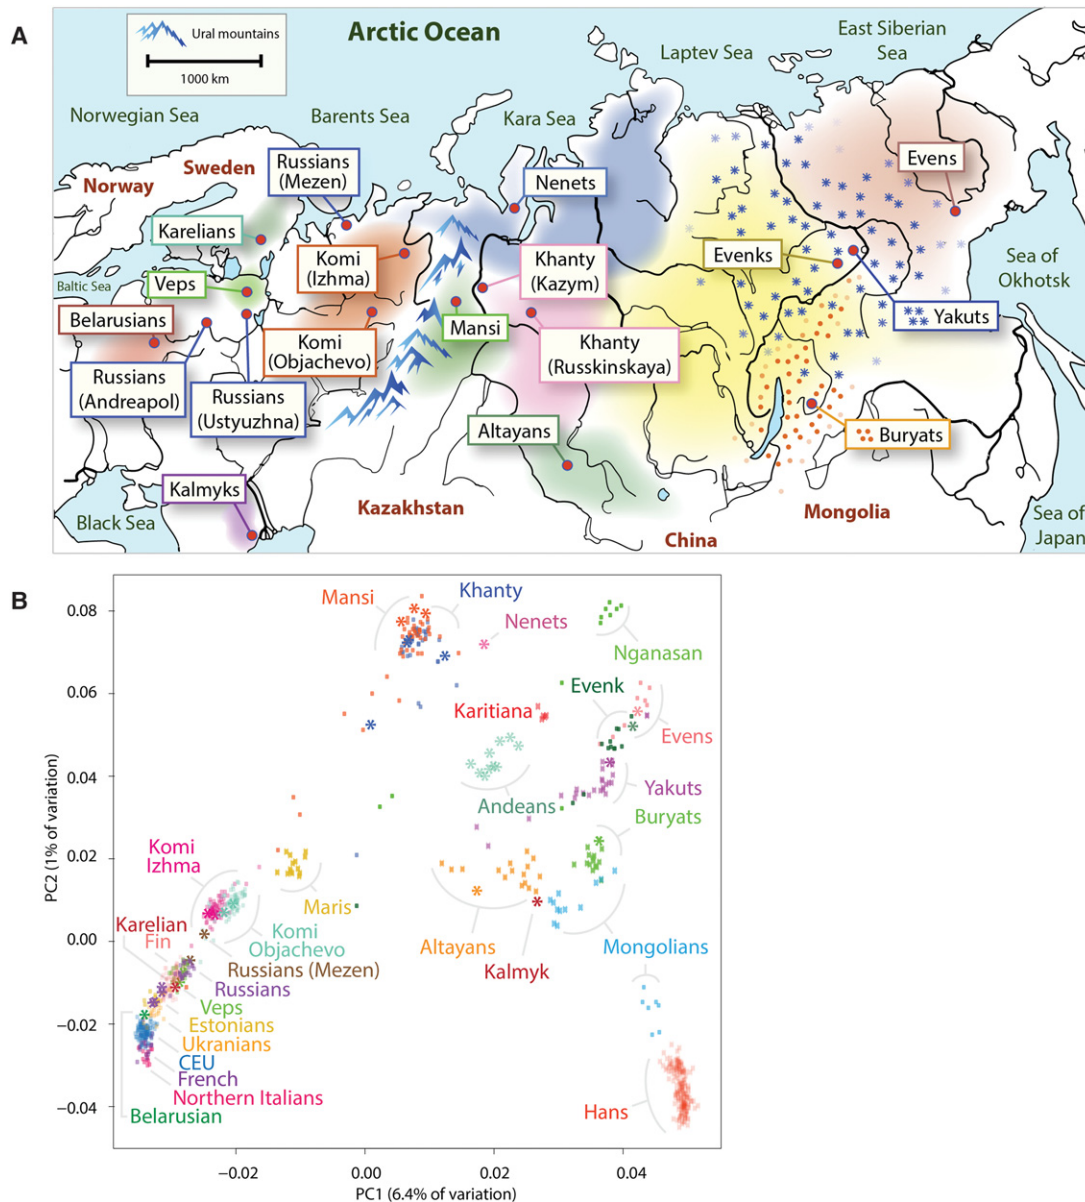 A
Ural mountains
1000 km
Arctic Ocean
Laptev Sea
East Siberian
Sea
Norwegian Sea
Barents Sea
Kara Sea
Norway
Sweden
Russians
(Mezen)
Nenets
Evens
Karelians
Komi
(Izhma)
Khanty
(Kazym)
Evenks
Sea of
Okhotsk
Baltic Sea
Veps
Belarusians
Mansi
Yakuts
Komi
(Objachevo)
Khanty
(Russkinskaya)
Russians
(Andreapol)
Russians
(Ustyuzhna)
Altayans
Buryats
Kalmyks
Kazakhstan
Black Sea
Mongolia
China
Sea of
Japan
B
0.08
0.06
0.04
0.02
0.00
−0.02
−0.04
PC2 (1% of variation)
Mansi
Khanty
Nenets
Nganasan
Evenk
Karitiana
Evens
Yakuts
Andeans
Buryats
Komi
Izhma
Maris
Karelian
Fin
Komi
Objachevo
Altayans
Mongolians
Kalmyk
Russians (Mezen)
Russians
Veps
Estonians
Ukranians
CEU
French
Northern Italians
Belarusian
Hans
−0.02
0.00
0.02
0.04
PC1 (6.4% of variation)